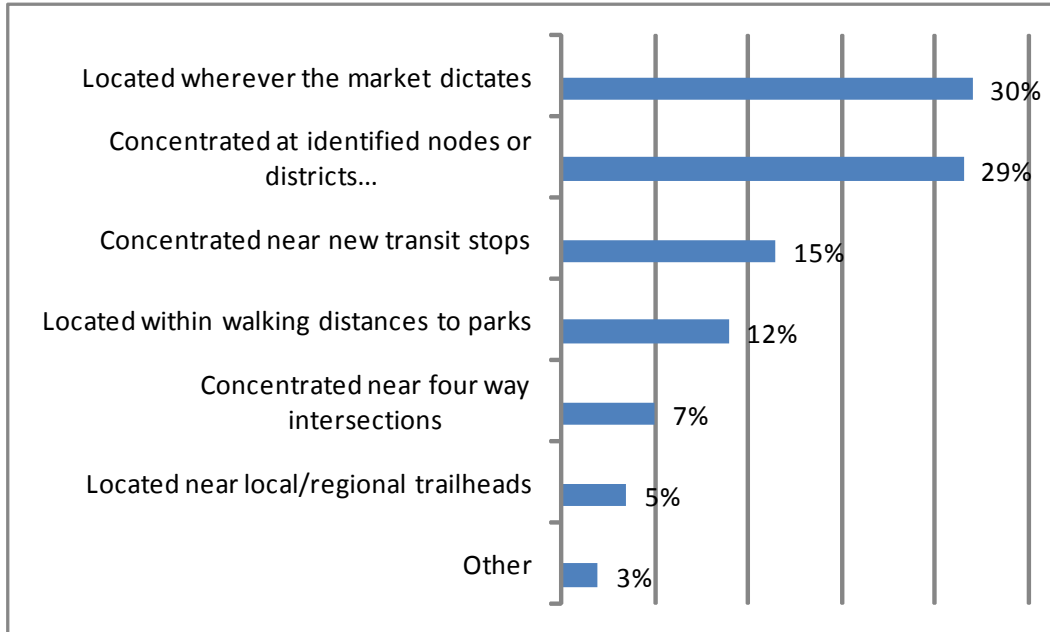 Located wherever the market dictates
30%
Concentrated at identified nodes or
districts...
29%
Concentrated near new transit stops
15%
Located within walking distances to parks
12%
Concentrated near four way
intersections
7%
Located near local/regional trailheads
5%
Other
3%